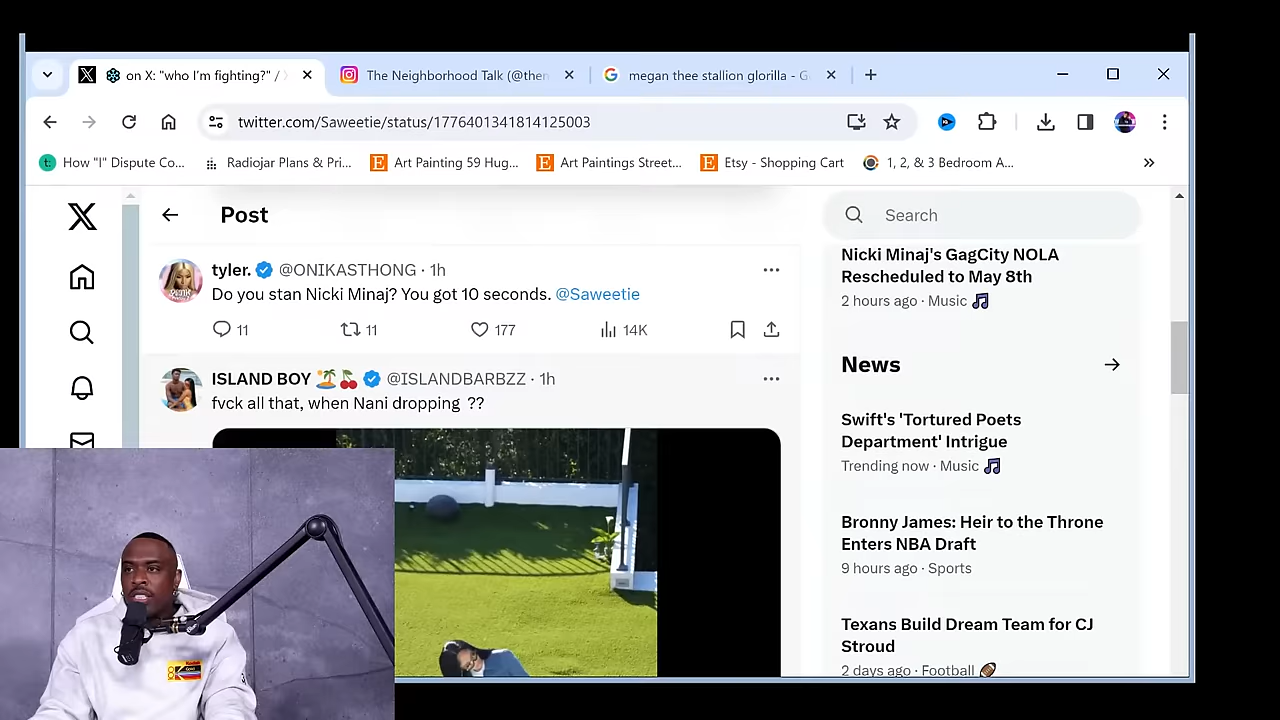 on X: "who I'm fighting?" /
The Neighborhood Talk (@then
megan thee stallion glorilla - G
twitter.com/Saweetie/status/1776401341814125003
How "I" Dispute Co...
Radiojar Plans & Pri...
Art Painting 59 Hug...
Art Paintings Street...
Etsy - Shopping Cart
1, 2, & 3 Bedroom A...
Post
Search
tyler. @ONIKASTHONG · 1h
Do you stan Nicki Minaj? You got 10 seconds. @Saweetie
11 11 177 14K
ISLAND BOY 🏝️🍒 @ISLANDBARBZZ · 1h
fvck all that, when Nani dropping ??
Nicki Minaj's GagCity NOLA
Rescheduled to May 8th
2 hours ago · Music 🎵
News
Swift's 'Tortured Poets
Department' Intrigue
Trending now · Music 🎵
Bronny James: Heir to the Throne
Enters NBA Draft
9 hours ago · Sports
Texans Build Dream Team for CJ
Stroud
2 days ago · Football 🏈